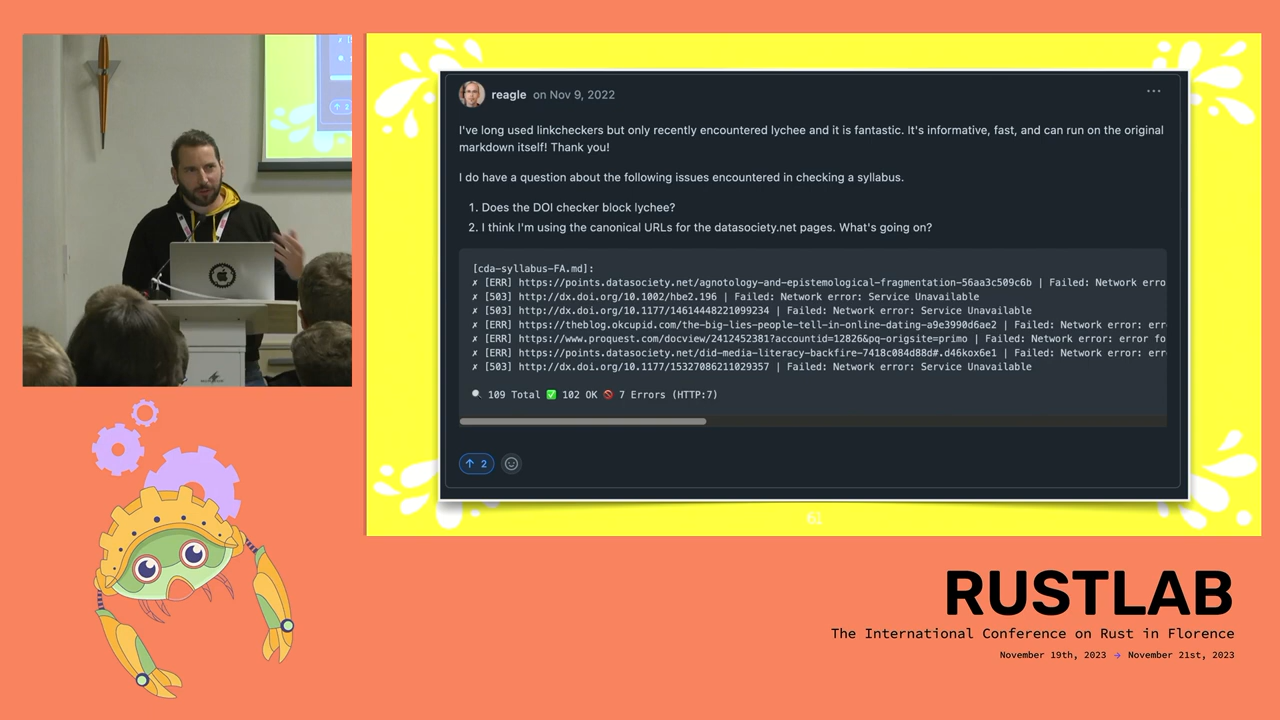 reagle on Nov 9, 2022
I've long used linkcheckers but only recently encountered lychee and it is fantastic. It's informative, fast, and can run on the original
markdown itself! Thank you!
I do have a question about the following issues encountered in checking a syllabus.
1. Does the DOI checker block lychee?
2. I think I'm using the canonical URLs for the datasociety.net pages. What's going on?
[cda-syllabus-FA.md]:
✗ [ERR] https://points.datasociety.net/agnotology-and-epistemological-fragmentation-56aa3c509c6b | Failed: Network erro
✗ [503] http://dx.doi.org/10.1002/hbe2.196 | Failed: Network error: Service Unavailable
✗ [503] http://dx.doi.org/10.1177/14614448221099234 | Failed: Network error: Service Unavailable
✗ [ERR] https://theblog.okcupid.com/the-big-lies-people-tell-in-online-dating-a9e3990d6ae2 | Failed: Network error: err
✗ [ERR] https://www.proquest.com/docview/2412452381?accountid=12826&pq-origsite=primo | Failed: Network error: error fo
✗ [ERR] https://points.datasociety.net/did-media-literacy-backfire-7418c084d88d#.d46kox6e1 | Failed: Network error: err
✗ [503] http://dx.doi.org/10.1177/15327086211029357 | Failed: Network error: Service Unavailable
🔍 109 Total ✅ 102 OK 🚫 7 Errors (HTTP:7)
↑ 2
61
RUSTLAB
The International Conference on Rust in Florence
November 19th, 2023 → November 21st, 2023